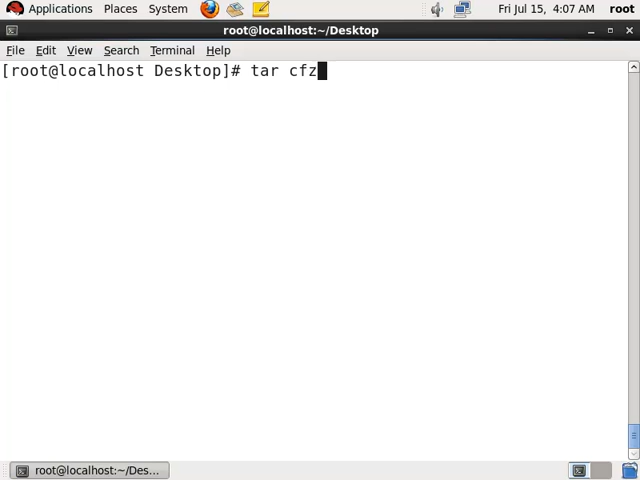 Applications Places System Fri Jul 15, 4:07 AM root
root@localhost:~/Desktop
File Edit View Search Terminal Help
[root@localhost Desktop]# tar cfz
root@localhost:~/Des...